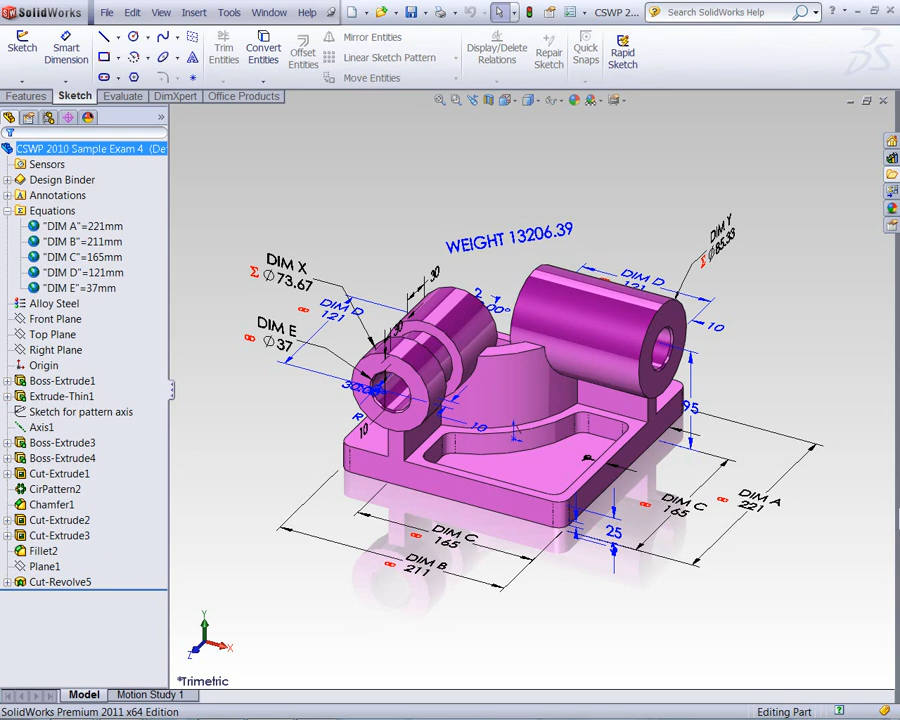 SolidWorks File Edit View Insert Tools Window Help CSWP 2... Search SolidWorks Help
Sketch Smart Dimension Trim Entities Convert Entities Offset Entities Mirror Entities Linear Sketch Pattern Move Entities Display/Delete Relations Repair Sketch Quick Snaps Rapid Sketch
Features Sketch Evaluate DimXpert Office Products
CSWP 2010 Sample Exam 4 (De
Sensors
Design Binder
Annotations
Equations
"DIM A"=221mm
"DIM B"=211mm
"DIM C"=165mm
"DIM D"=121mm
"DIM E"=37mm
Alloy Steel
Front Plane
Top Plane
Right Plane
Origin
Boss-Extrude1
Extrude-Thin1
Sketch for pattern axis
Axis1
Boss-Extrude3
Boss-Extrude4
Cut-Extrude1
CirPattern2
Chamfer1
Cut-Extrude2
Cut-Extrude3
Fillet2
Plane1
Cut-Revolve5
WEIGHT 13206.39
DIM Y
Σ Ø85.33
DIM X
Σ Ø73.67
30
DIM D
121
DIM D
121
10
DIM E
Ø37
30
95
10
10
DIM C
165
DIM A
221
25
DIM C
165
DIM B
211
Y
X
Z
*Trimetric
Model Motion Study 1
SolidWorks Premium 2011 x64 Edition Editing Part